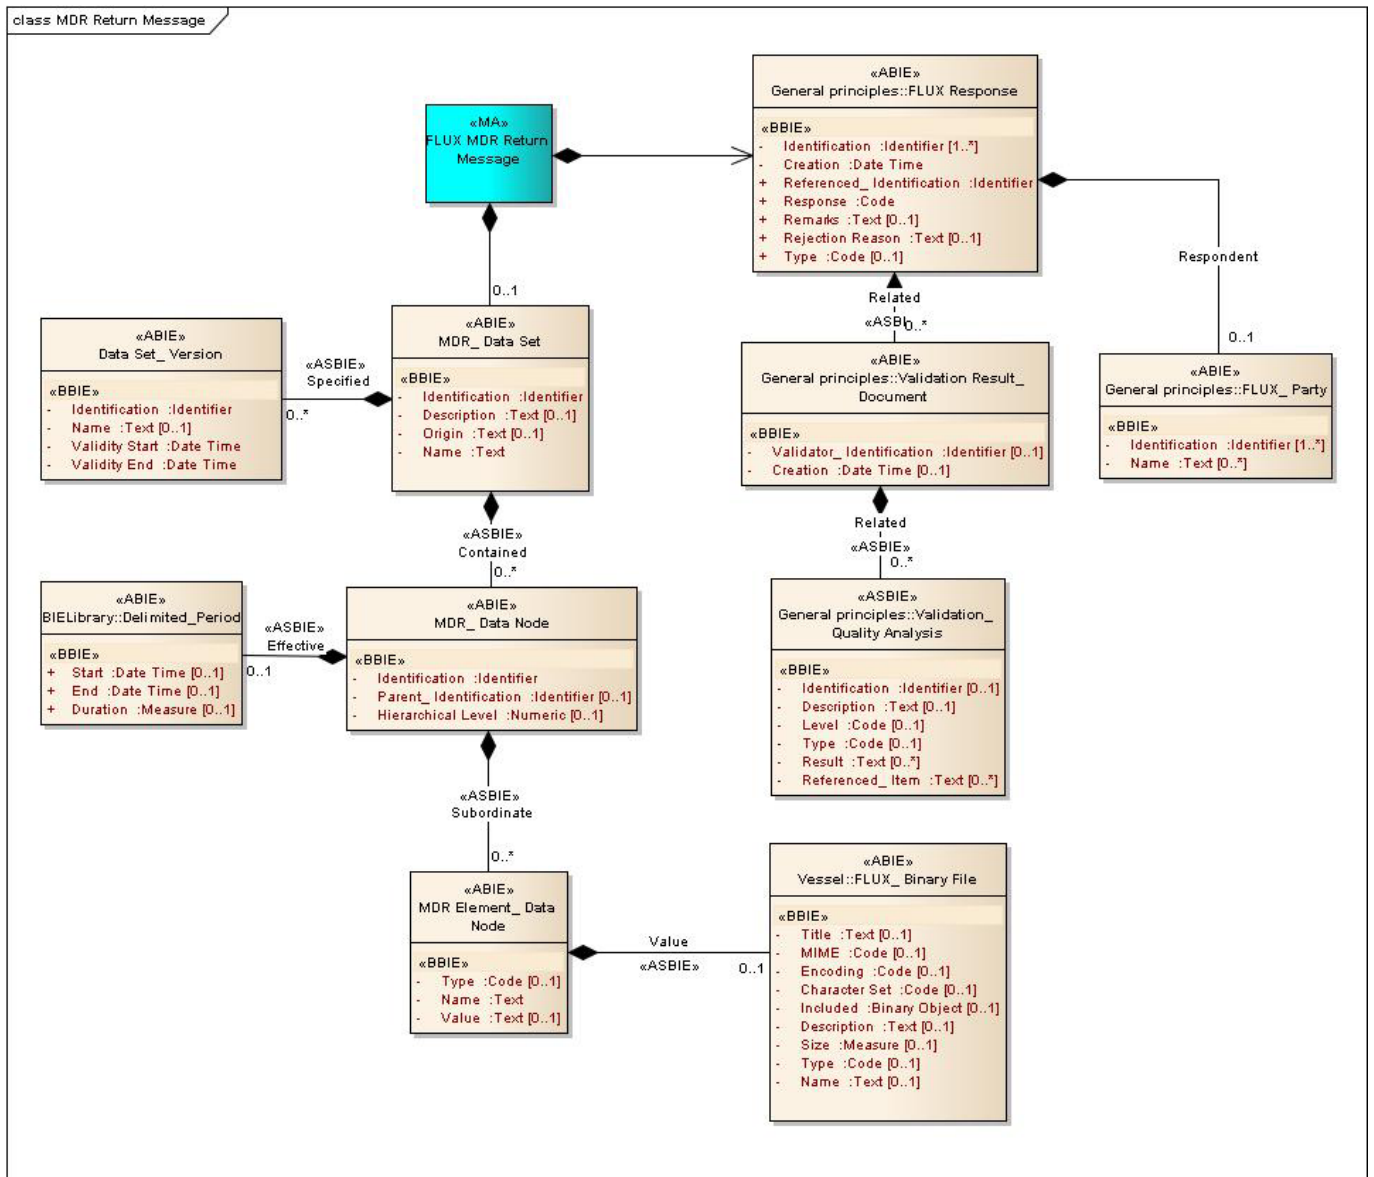 class MDR Return Message
«MA»
FLUX MDR Return
Message
«ABIE»
General principles::FLUX Response
«BBIE»
- Identification :Identifier [1..*]
- Creation :Date Time
+ Referenced_ Identification :Identifier
+ Response :Code
+ Remarks :Text [0..1]
+ Rejection Reason :Text [0..1]
+ Type :Code [0..1]
Respondent
0..1
0..1
Related
«ASBI
0..*
«ABIE»
Data Set_ Version
«BBIE»
- Identification :Identifier
- Name :Text [0..1]
- Validity Start :Date Time
- Validity End :Date Time
«ASBIE»
Specified
0..*
«ABIE»
MDR_ Data Set
«BBIE»
- Identification :Identifier
- Description :Text [0..1]
- Origin :Text [0..1]
- Name :Text
«ABIE»
General principles::Validation Result_
Document
«BBIE»
- Validator_ Identification :Identifier [0..1]
- Creation :Date Time [0..1]
«ABIE»
General principles::FLUX_ Party
«BBIE»
- Identification :Identifier [1..*]
- Name :Text [0..*]
«ASBIE»
Contained
0..*
Related
«ASBIE»
0..*
«ABIE»
BIELibrary::Delimited_Period
«BBIE»
+ Start :Date Time [0..1]
+ End :Date Time [0..1]
+ Duration :Measure [0..1]
«ASBIE»
Effective
0..1
«ABIE»
MDR_ Data Node
«BBIE»
- Identification :Identifier
- Parent_ Identification :Identifier [0..1]
- Hierarchical Level :Numeric [0..1]
«ASBIE»
General principles::Validation_
Quality Analysis
«BBIE»
- Identification :Identifier [0..1]
- Description :Text [0..1]
- Level :Code [0..1]
- Type :Code [0..1]
- Result :Text [0..*]
- Referenced_ Item :Text [0..*]
«ASBIE»
Subordinate
0..*
«ABIE»
MDR Element_ Data
Node
«BBIE»
- Type :Code [0..1]
- Name :Text
- Value :Text [0..1]
Value
«ASBIE»
0..1
«ABIE»
Vessel::FLUX_ Binary File
«BBIE»
- Title :Text [0..1]
- MIME :Code [0..1]
- Encoding :Code [0..1]
- Character Set :Code [0..1]
- Included :Binary Object [0..1]
- Description :Text [0..1]
- Size :Measure [0..1]
- Type :Code [0..1]
- Name :Text [0..1]